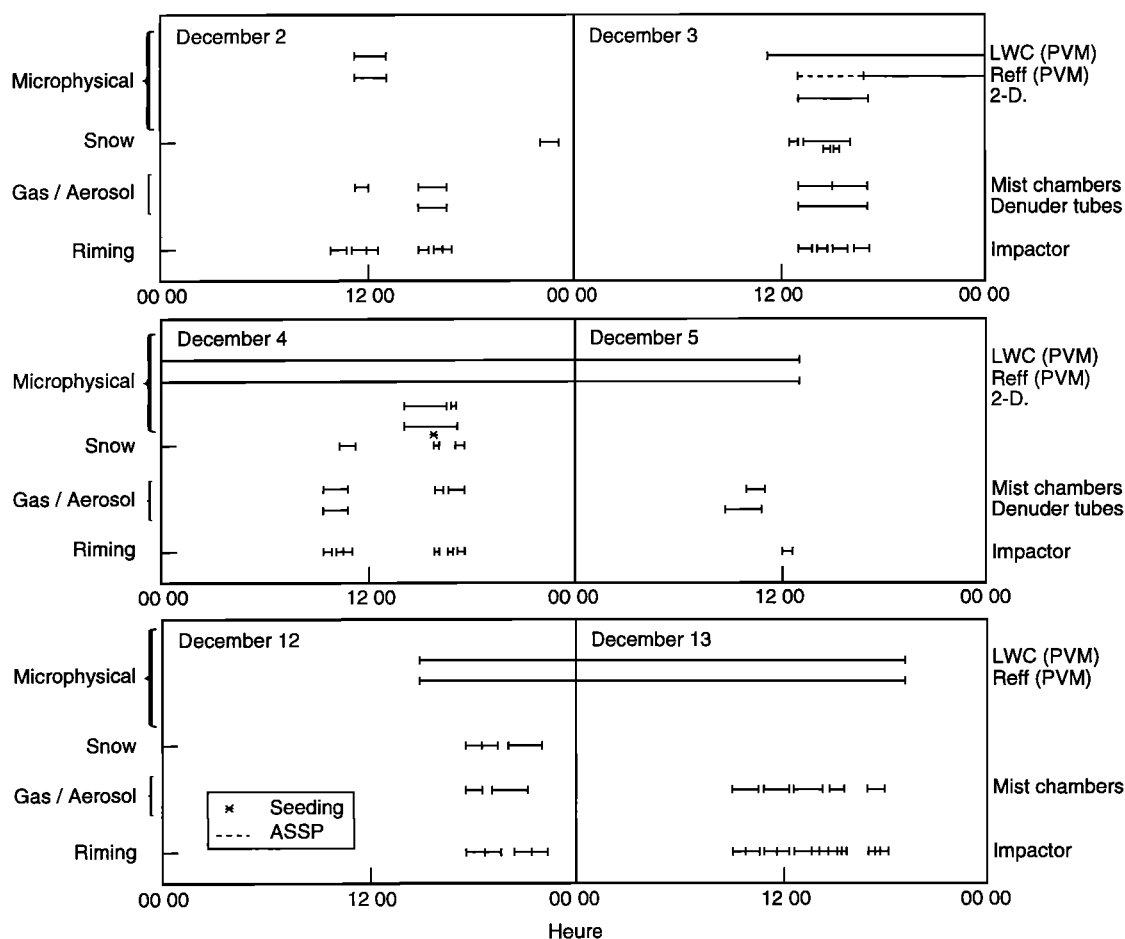 December 2
December 3
LWC (PVM)
Microphysical
Reff (PVM)
2-D.
Snow
Gas / Aerosol
Mist chambers
Denuder tubes
Riming
Impactor
00 00
12 00
00 00
12 00
00 00
December 4
December 5
LWC (PVM)
Microphysical
Reff (PVM)
2-D.
Snow
Gas / Aerosol
Mist chambers
Denuder tubes
Riming
Impactor
00 00
12 00
00 00
12 00
00 00
December 12
December 13
LWC (PVM)
Microphysical
Reff (PVM)
Snow
Gas / Aerosol
Mist chambers
Seeding
ASSP
Riming
Impactor
00 00
12 00
00 00
12 00
00 00
Heure